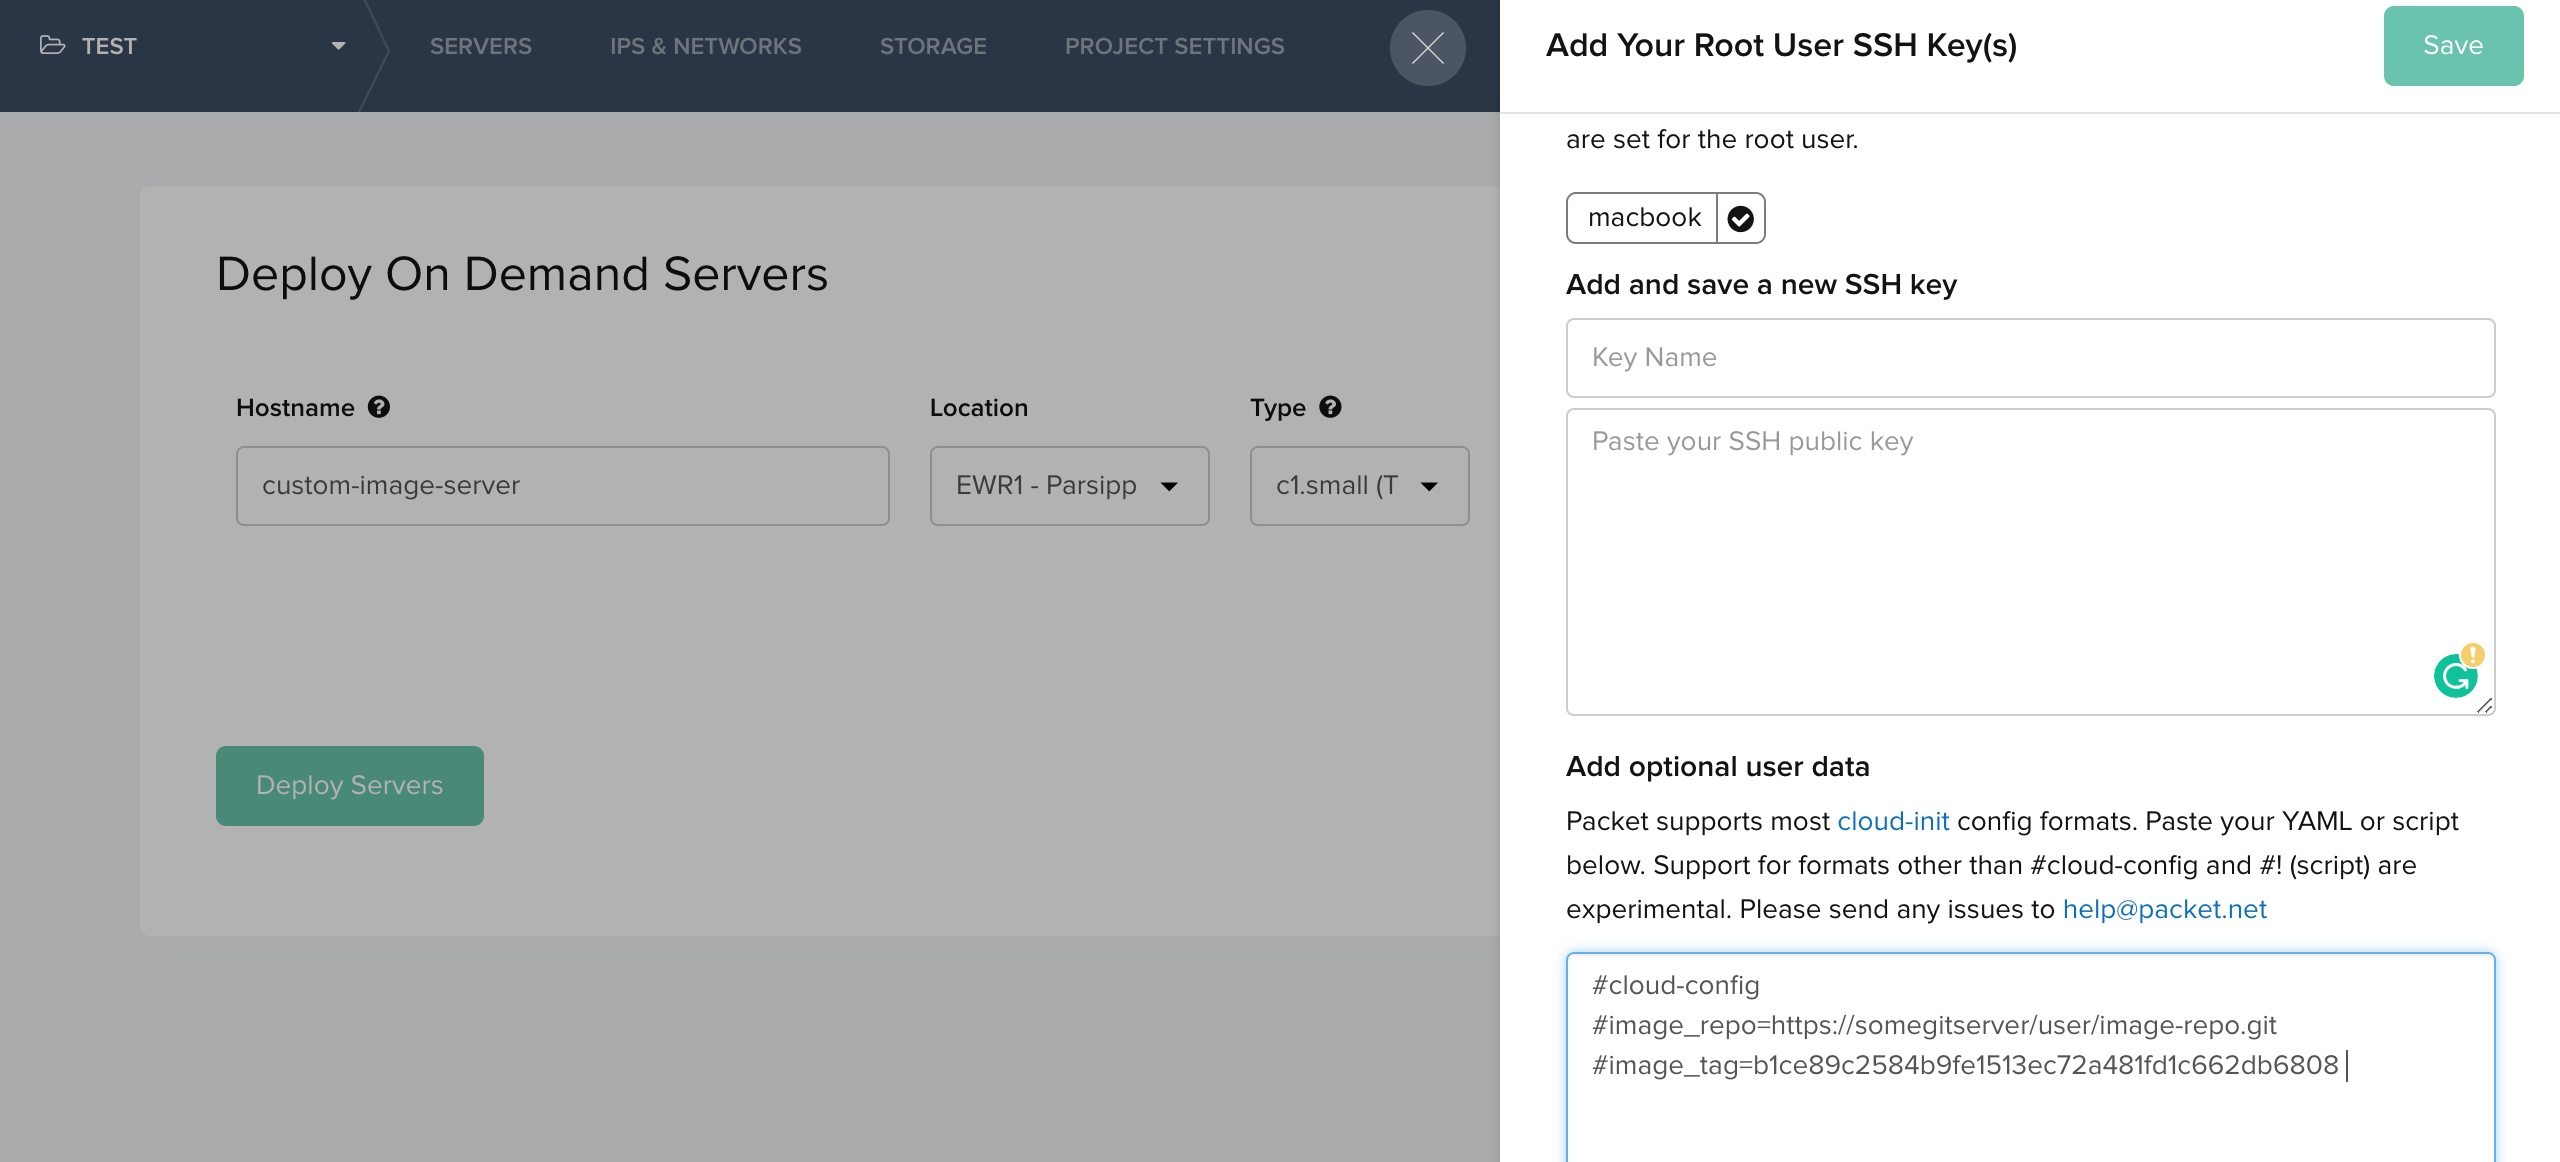 TEST
SERVERS
IPS & NETWORKS
STORAGE
PROJECT SETTINGS
Deploy On Demand Servers
Hostname ?
custom-image-server
Location
EWR1 - Parsipp
Type ?
c1.small (T
Deploy Servers
Add Your Root User SSH Key(s)
Save
are set for the root user.
macbook
Add and save a new SSH key
Key Name
Paste your SSH public key
Add optional user data
Packet supports most cloud-init config formats. Paste your YAML or script
below. Support for formats other than #cloud-config and #! (script) are
experimental. Please send any issues to help@packet.net
#cloud-config
#image_repo=https://somegitserver/user/image-repo.git
#image_tag=b1ce89c2584b9fe1513ec72a481fd1c662db6808